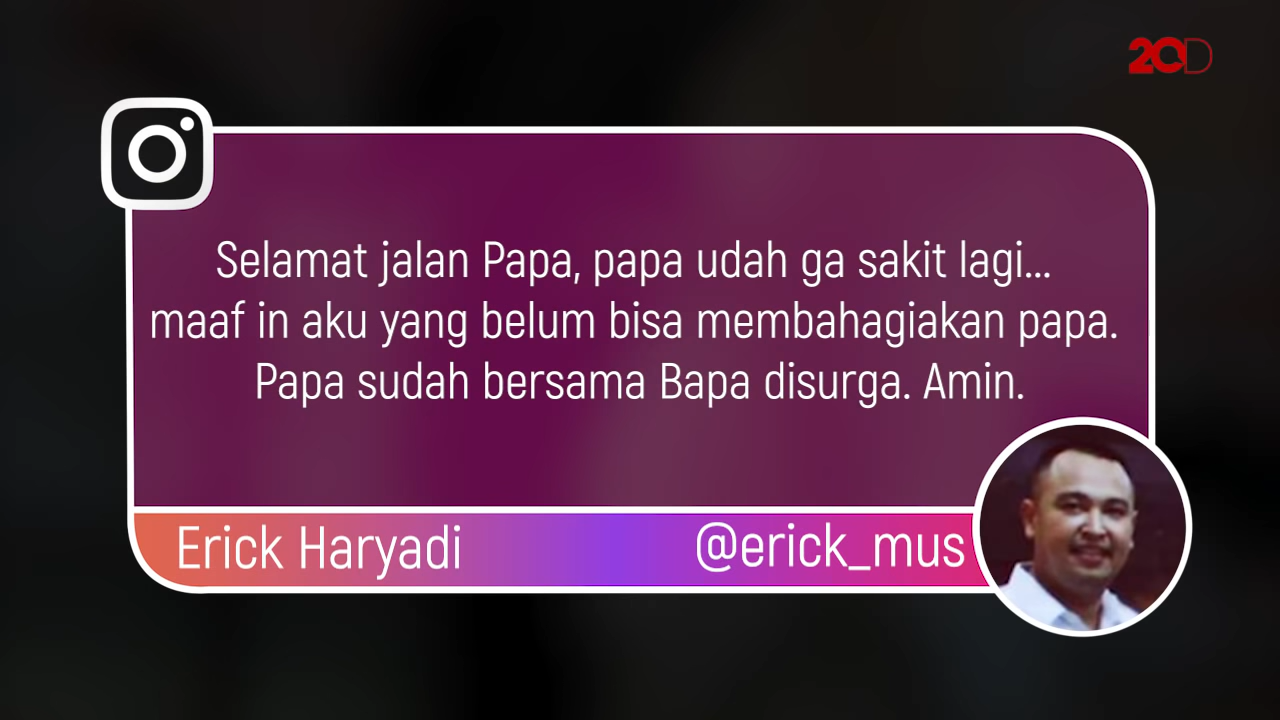 20D
Selamat jalan Papa, papa udah ga sakit lagi...
maaf in aku yang belum bisa membahagiakan papa.
Papa sudah bersama Bapa disurga. Amin.
Erick Haryadi
@erick_mus